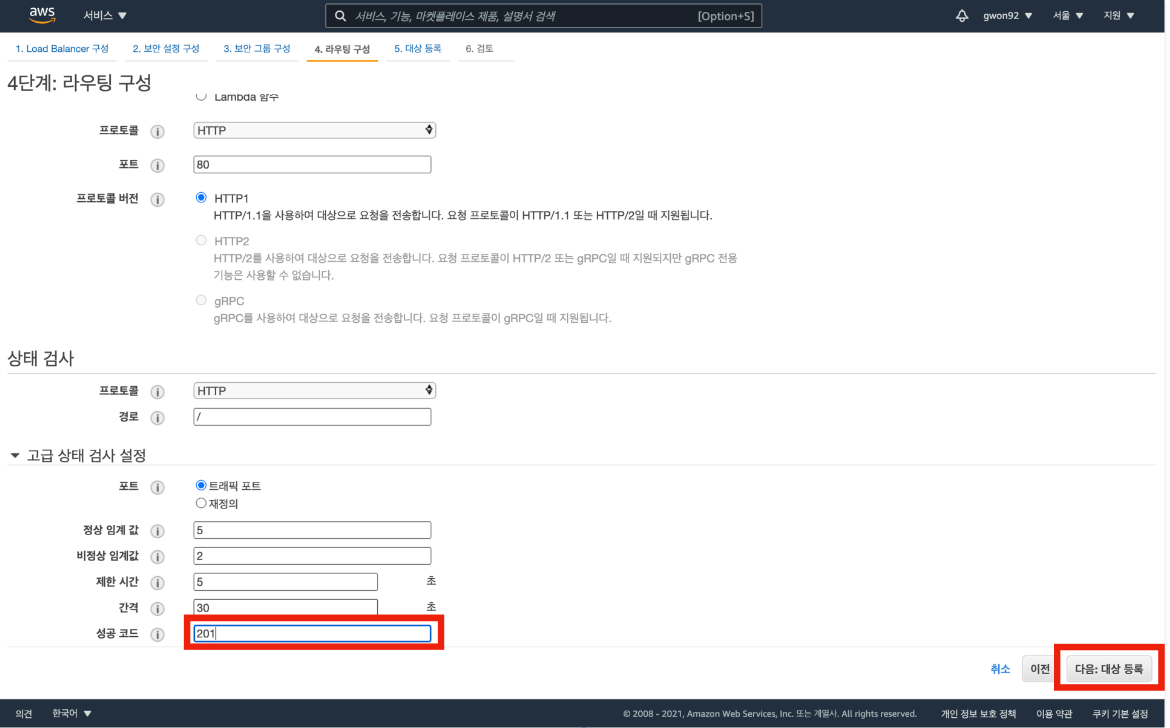 aws 서비스 ▼ 서비스, 기능, 마켓플레이스 제품, 설명서 검색 [Option+S] gwon92 ▼ 서울 ▼ 지원 ▼
1. Load Balancer 구성 2. 보안 설정 구성 3. 보안 그룹 구성 4. 라우팅 구성 5. 대상 등록 6. 검토
4단계: 라우팅 구성
Lambda 함수
프로토콜 i HTTP
포트 i 80
프로토콜 버전 i HTTP1
HTTP/1.1을 사용하여 대상으로 요청을 전송합니다. 요청 프로토콜이 HTTP/1.1 또는 HTTP/2일 때 지원됩니다.
HTTP2
HTTP/2를 사용하여 대상으로 요청을 전송합니다. 요청 프로토콜이 HTTP/2 또는 gRPC일 때 지원되지만 gRPC 전용
기능은 사용할 수 없습니다.
gRPC
gRPC를 사용하여 대상으로 요청을 전송합니다. 요청 프로토콜이 gRPC일 때 지원됩니다.
상태 검사
프로토콜 i HTTP
경로 i /
▼ 고급 상태 검사 설정
포트 i 트래픽 포트
재정의
정상 임계 값 i 5
비정상 임계값 i 2
제한 시간 i 5 초
간격 i 30 초
성공 코드 i 201
취소 이전 다음: 대상 등록
의견 한국어 ▼ © 2008 - 2021, Amazon Web Services, Inc. 또는 계열사. All rights reserved. 개인 정보 보호 정책 이용 약관 쿠키 기본 설정